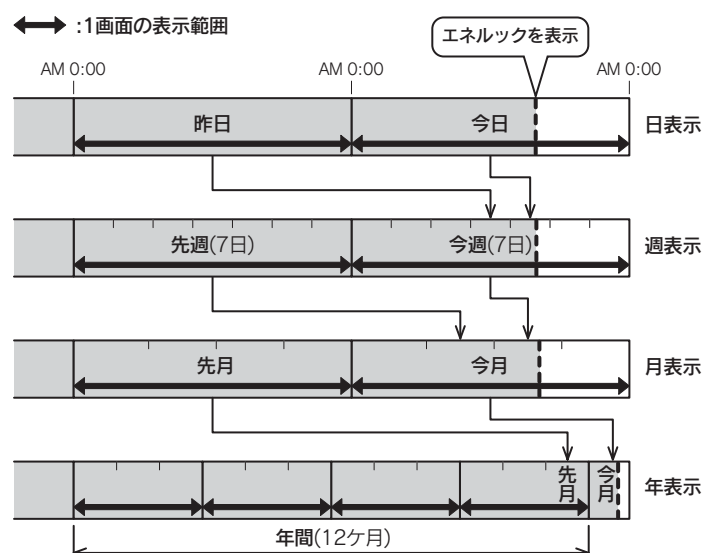 :1画面の表示範囲
エネルックを表示
AM 0:00 AM 0:00 AM 0:00
昨日 今日 日表示
先週(7日) 今週(7日) 週表示
先月 今月 月表示
先月 今月 年表示
年間(12ケ月)